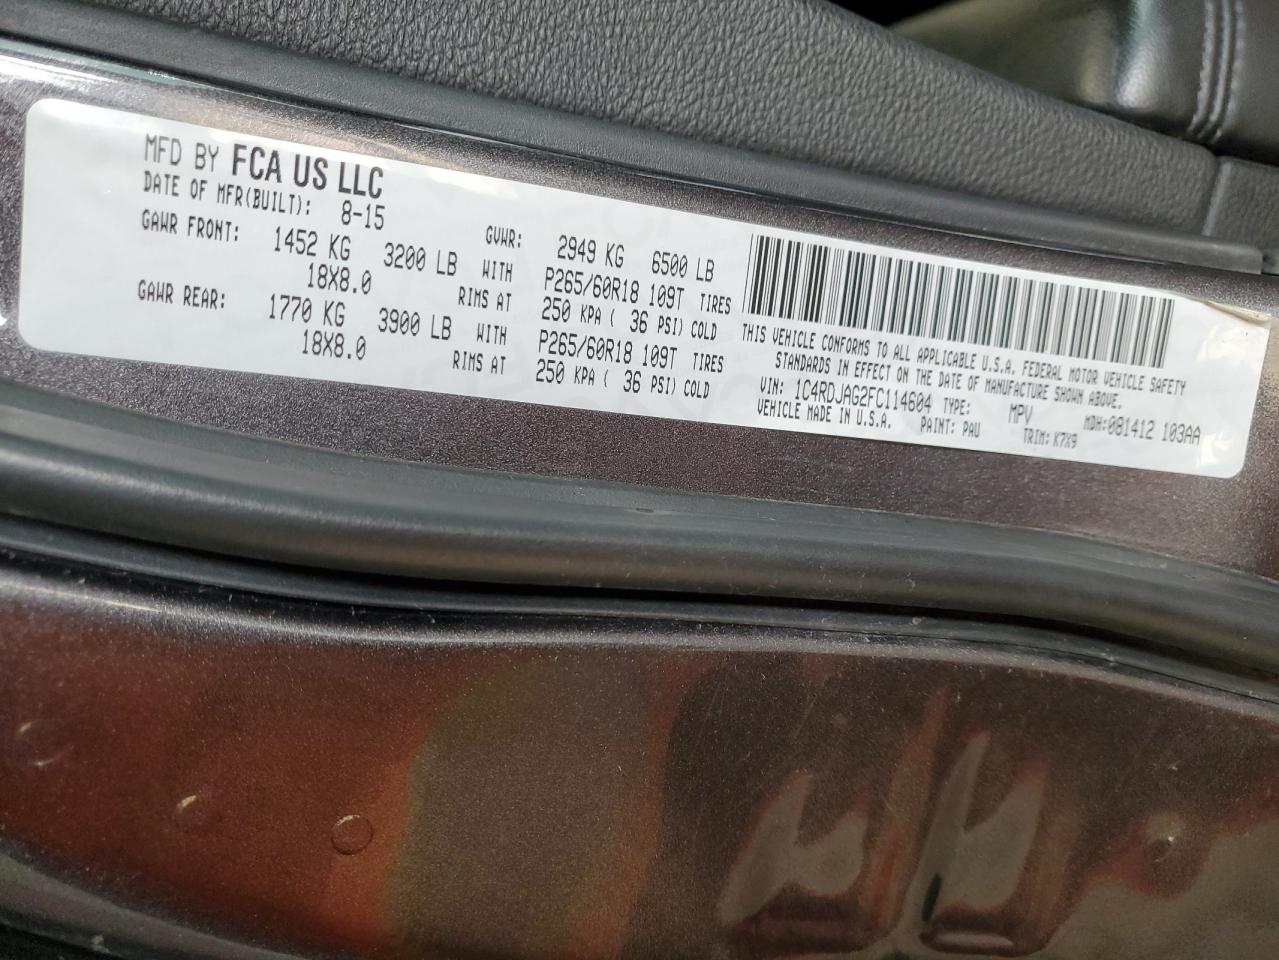 MFD BY FCA US LLC
DATE OF MFR(BUILT): 8-15 GVWR: 2949 KG 6500 LB
GAWR FRONT: 1452 KG 3200 LB WITH P265/60R18 109T TIRES
18X8.0 RIMS AT 250 KPA ( 36 PSI) COLD
GAWR REAR: 1770 KG 3900 LB WITH P265/60R18 109T TIRES
18X8.0 RIMS AT 250 KPA ( 36 PSI) COLD
THIS VEHICLE CONFORMS TO ALL APPLICABLE U.S.A. FEDERAL MOTOR VEHICLE SAFETY
STANDARDS IN EFFECT ON THE DATE OF MANUFACTURE SHOWN ABOVE.
VIN: 1C4RDJAG2FC114604 TYPE: MPV MDH:081412 103AA
VEHICLE MADE IN U.S.A. PAINT: PAU TRIM: K7X9